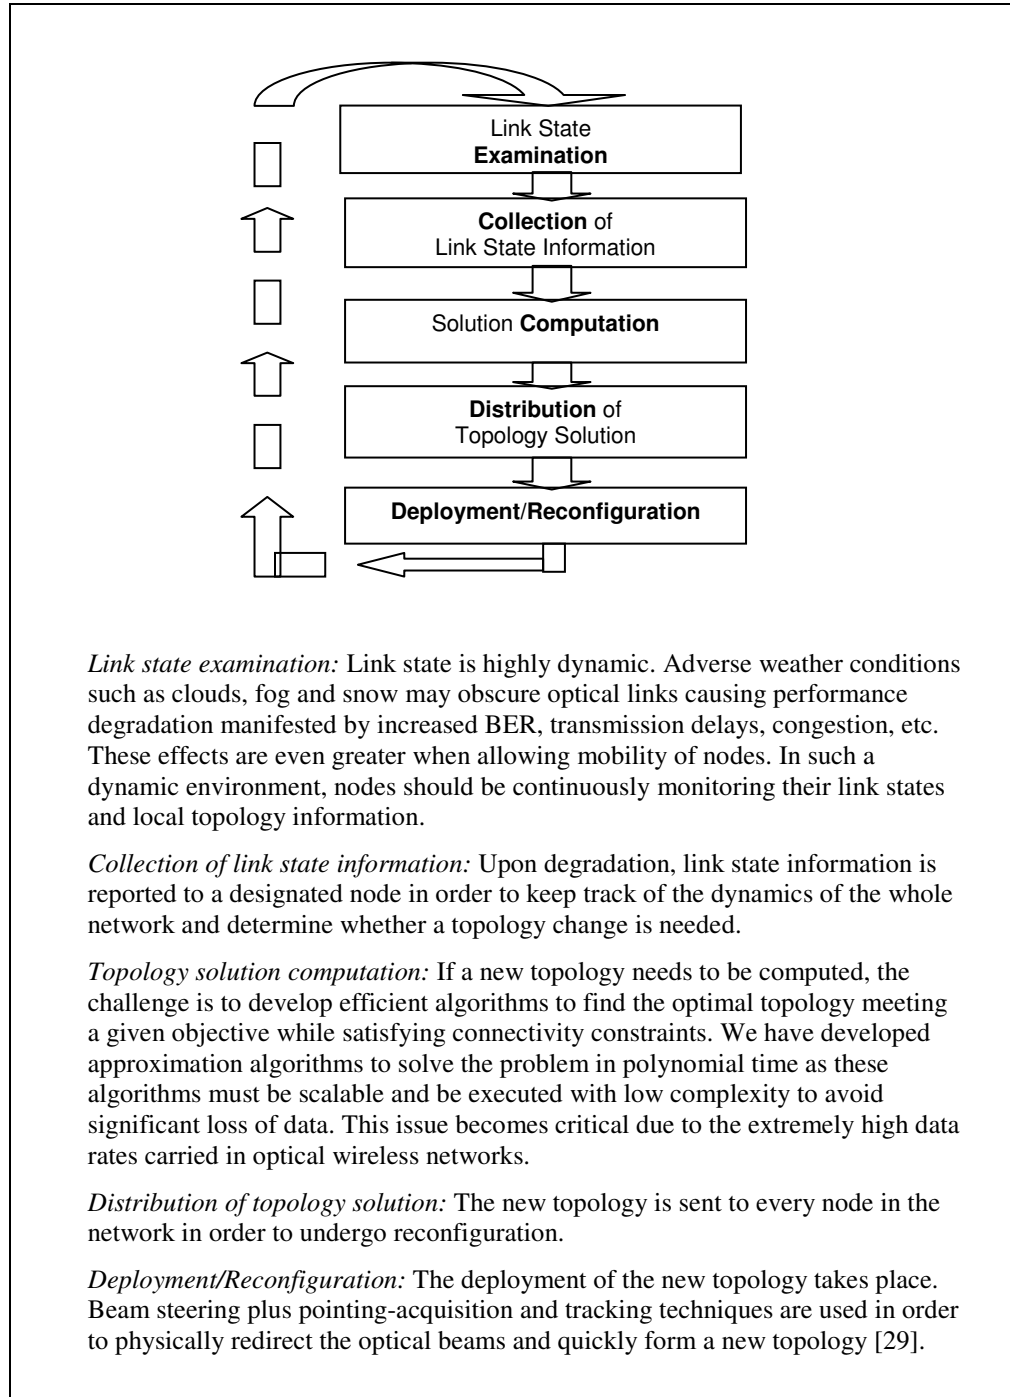 Link State
Examination
Collection of
Link State Information
Solution Computation
Distribution of
Topology Solution
Deployment/Reconfiguration
Link state examination: Link state is highly dynamic. Adverse weather conditions
such as clouds, fog and snow may obscure optical links causing performance
degradation manifested by increased BER, transmission delays, congestion, etc.
These effects are even greater when allowing mobility of nodes. In such a
dynamic environment, nodes should be continuously monitoring their link states
and local topology information.
Collection of link state information: Upon degradation, link state information is
reported to a designated node in order to keep track of the dynamics of the whole
network and determine whether a topology change is needed.
Topology solution computation: If a new topology needs to be computed, the
challenge is to develop efficient algorithms to find the optimal topology meeting
a given objective while satisfying connectivity constraints. We have developed
approximation algorithms to solve the problem in polynomial time as these
algorithms must be scalable and be executed with low complexity to avoid
significant loss of data. This issue becomes critical due to the extremely high data
rates carried in optical wireless networks.
Distribution of topology solution: The new topology is sent to every node in the
network in order to undergo reconfiguration.
Deployment/Reconfiguration: The deployment of the new topology takes place.
Beam steering plus pointing-acquisition and tracking techniques are used in order
to physically redirect the optical beams and quickly form a new topology [29].